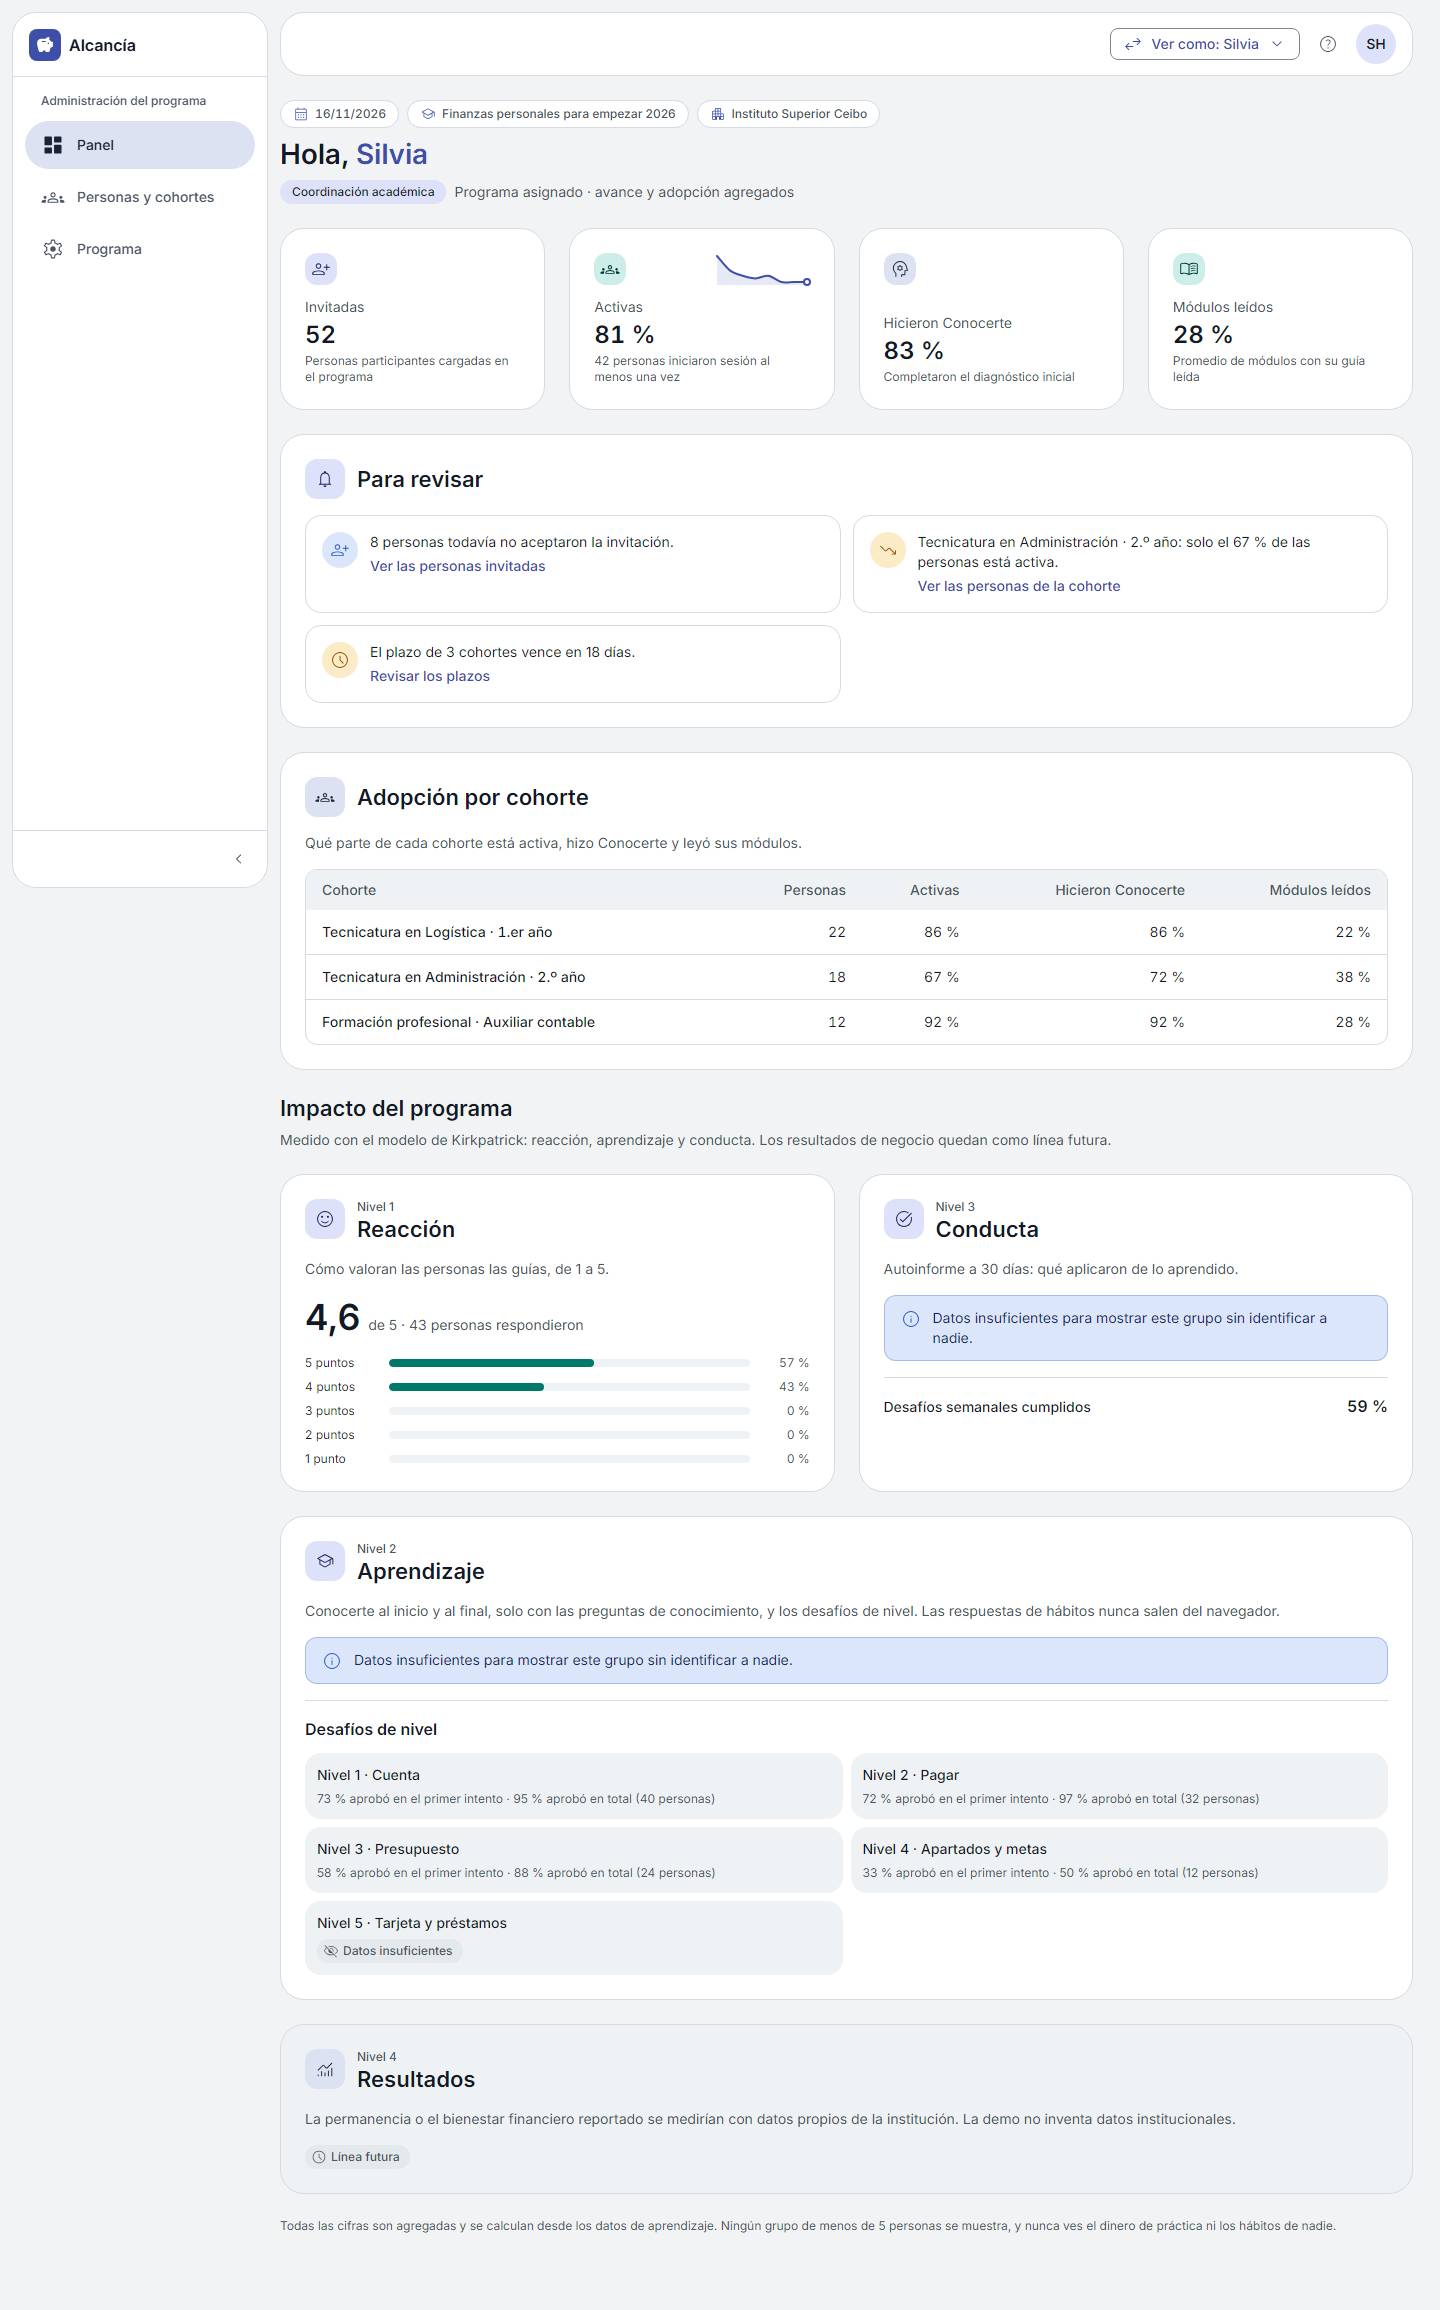 Alcancía
Ver como: Silvia
SH
Administración del programa
Panel
Personas y cohortes
Programa
16/11/2026
Finanzas personales para empezar 2026
Instituto Superior Ceibo
Hola, Silvia
Coordinación académica
Programa asignado · avance y adopción agregados
Invitadas
52
Personas participantes cargadas en
el programa
Activas
81 %
42 personas iniciaron sesión al
menos una vez
Hicieron Conocerte
83 %
Completaron el diagnóstico inicial
Módulos leídos
28 %
Promedio de módulos con su guía
leída
Para revisar
8 personas todavía no aceptaron la invitación.
Ver las personas invitadas
Tecnicatura en Administración · 2.º año: solo el 67 % de las
personas está activa.
Ver las personas de la cohorte
El plazo de 3 cohortes vence en 18 días.
Revisar los plazos
Adopción por cohorte
Qué parte de cada cohorte está activa, hizo Conocerte y leyó sus módulos.
Cohorte Personas Activas Hicieron Conocerte Módulos leídos
Tecnicatura en Logística · 1.er año 22 86 % 86 % 22 %
Tecnicatura en Administración · 2.º año 18 67 % 72 % 38 %
Formación profesional · Auxiliar contable 12 92 % 92 % 28 %
Impacto del programa
Medido con el modelo de Kirkpatrick: reacción, aprendizaje y conducta. Los resultados de negocio quedan como línea futura.
Nivel 1
Reacción
Cómo valoran las personas las guías, de 1 a 5.
4,6 de 5 · 43 personas respondieron
5 puntos 57 %
4 puntos 43 %
3 puntos 0 %
2 puntos 0 %
1 punto 0 %
Nivel 3
Conducta
Autoinforme a 30 días: qué aplicaron de lo aprendido.
Datos insuficientes para mostrar este grupo sin identificar a
nadie.
Desafíos semanales cumplidos 59 %
Nivel 2
Aprendizaje
Conocerte al inicio y al final, solo con las preguntas de conocimiento, y los desafíos de nivel. Las respuestas de hábitos nunca salen del navegador.
Datos insuficientes para mostrar este grupo sin identificar a nadie.
Desafíos de nivel
Nivel 1 · Cuenta
73 % aprobó en el primer intento · 95 % aprobó en total (40 personas)
Nivel 2 · Pagar
72 % aprobó en el primer intento · 97 % aprobó en total (32 personas)
Nivel 3 · Presupuesto
58 % aprobó en el primer intento · 88 % aprobó en total (24 personas)
Nivel 4 · Apartados y metas
33 % aprobó en el primer intento · 50 % aprobó en total (12 personas)
Nivel 5 · Tarjeta y préstamos
Datos insuficientes
Nivel 4
Resultados
La permanencia o el bienestar financiero reportado se medirían con datos propios de la institución. La demo no inventa datos institucionales.
Línea futura
Todas las cifras son agregadas y se calculan desde los datos de aprendizaje. Ningún grupo de menos de 5 personas se muestra, y nunca ves el dinero de práctica ni los hábitos de nadie.